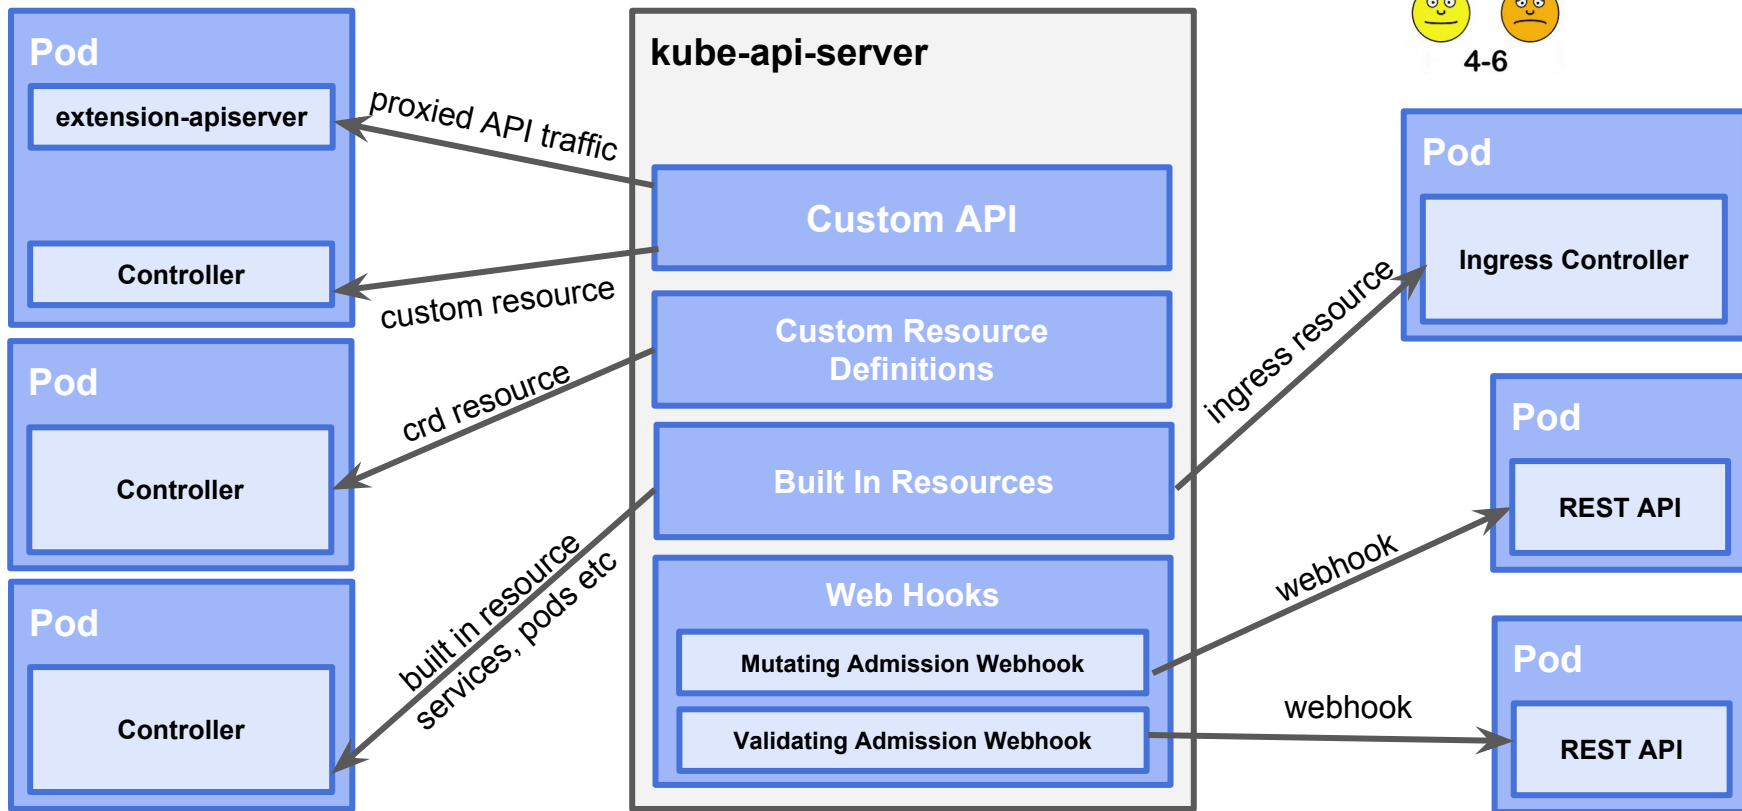 Pod
extension-apiserver
Controller
Pod
Controller
Pod
Controller
proxied API traffic
custom resource
crd resource
built in resource
services, pods etc
kube-api-server
Custom API
Custom Resource
Definitions
Built In Resources
Web Hooks
Mutating Admission Webhook
Validating Admission Webhook
ingress resource
webhook
webhook
4-6
Pod
Ingress Controller
Pod
REST API
Pod
REST API